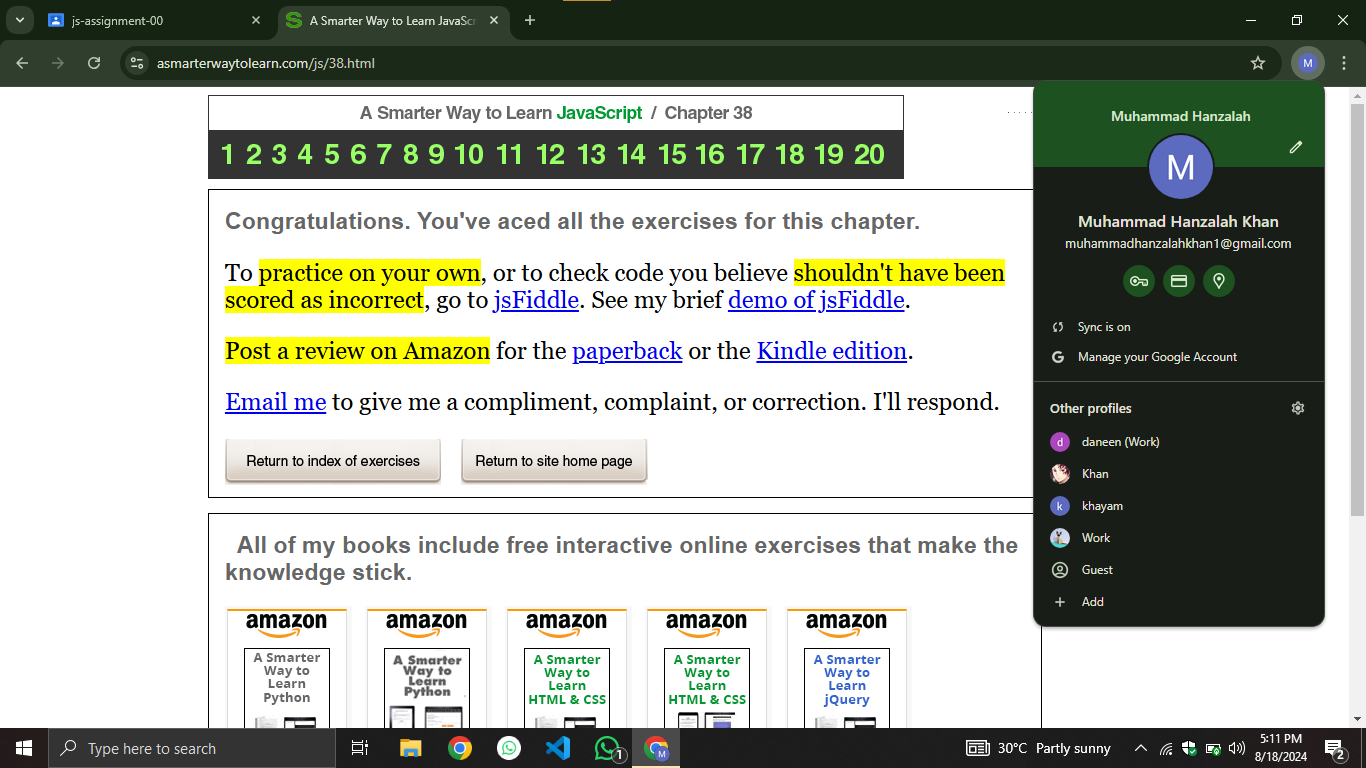 js-assignment-00
A Smarter Way to Learn JavaScr
asmarterwaytolearn.com/js/38.html
M
A Smarter Way to Learn JavaScript / Chapter 38
1 2 3 4 5 6 7 8 9 10 11 12 13 14 15 16 17 18 19 20
Congratulations. You've aced all the exercises for this chapter.
To practice on your own, or to check code you believe shouldn't have been
scored as incorrect, go to jsFiddle. See my brief demo of jsFiddle.
Post a review on Amazon for the paperback or the Kindle edition.
Email me to give me a compliment, complaint, or correction. I'll respond.
Return to index of exercises
Return to site home page
All of my books include free interactive online exercises that make the
knowledge stick.
amazon
A Smarter
Way to
Learn
Python
amazon
A Smarter
Way to
Learn
Python
amazon
A Smarter
Way to
Learn
HTML & CSS
amazon
A Smarter
Way to
Learn
HTML & CSS
amazon
A Smarter
Way to
Learn
jQuery
Muhammad Hanzalah
M
Muhammad Hanzalah Khan
muhammadhanzalahkhan1@gmail.com
Sync is on
G
Manage your Google Account
Other profiles
d
daneen (Work)
Khan
k
khayam
Work
Guest
Add
Type here to search
1
M
30°C Partly sunny
5:11 PM
8/18/2024
2